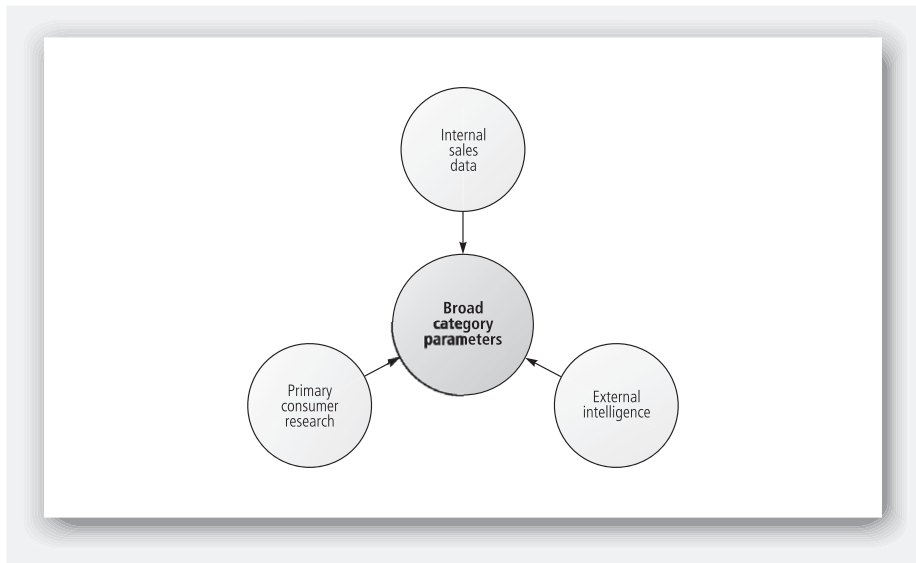 Internal
sales
data
Broad
category
parameters
Primary
consumer
research
External
intelligence